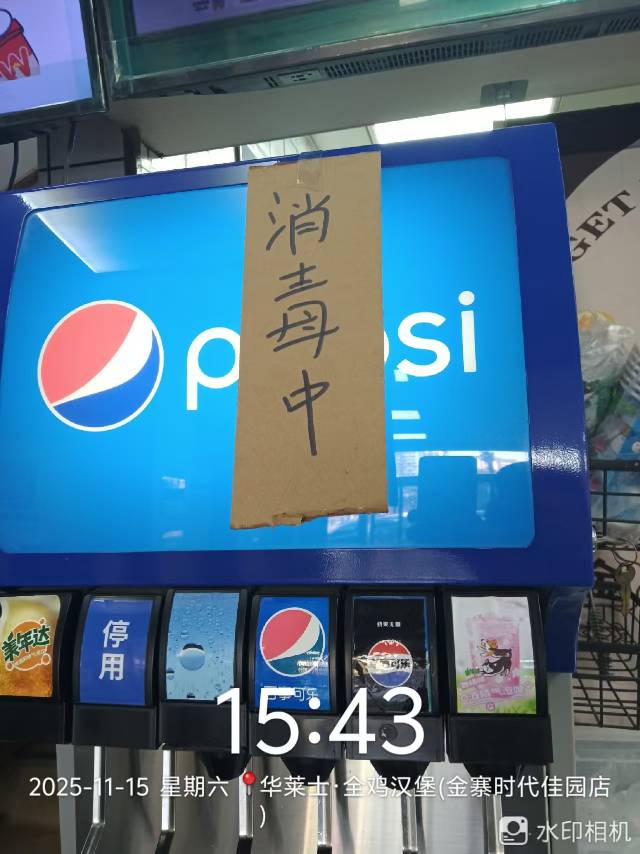 消毒中
pepsi
GET
美年达
停用
百事可乐
15:43
2025-11-15 星期六 华莱士·全鸡汉堡(金寨时代佳园店
)
水印相机